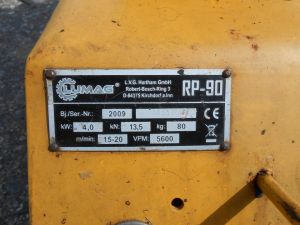 LUMAG
L.V.G. Hartham GmbH
Robert-Bosch-Ring 3
D-84375 Kirchdorf a.Inn
RP-90
Bj./Ser.-Nr.: 2009
kW: 4,0 kN: 13,5 kg: 80
m/min: 15-20 VPM: 5600
CE